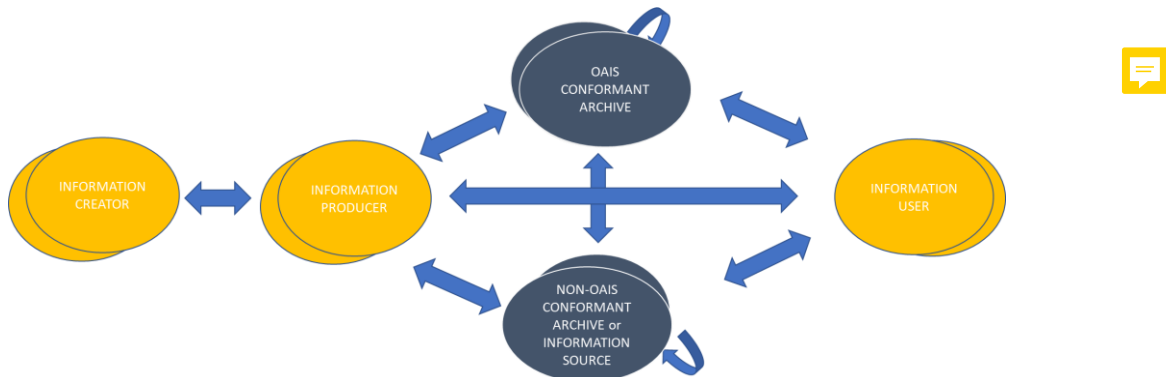 OAIS
CONFORMANT
ARCHIVE
INFORMATION
CREATOR
INFORMATION
PRODUCER
INFORMATION
USER
NON-OAIS
CONFORMANT
ARCHIVE or
INFORMATION
SOURCE